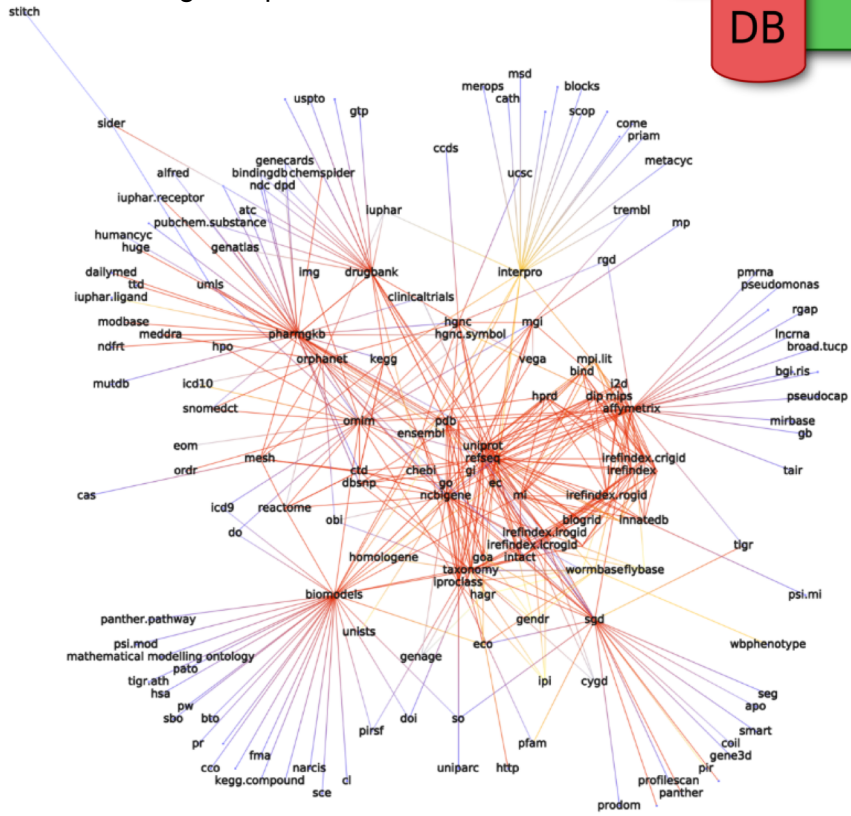 stitch
DB
msd
merops
blocks
cath
uspto
gtp
scop
sider
come
priam
ccds
genecards
metacyc
alfred
bindingdb
chemspider
ucsc
ndc
dpd
iuphar.receptor
atc
iuphar
trembl
pubchem.substance
mp
humancyc
huge
genatlas
rgd
dailymed
umls
img
drugbank
interpro
pmrna
ttd
pseudomonas
iuphar.ligand
clinicaltrials
rgap
modbase
hgnc
mgi
meddra
pharmgkb
hgnc.symbol
lncrna
ndfrt
hpo
broad.tucp
orphanet
kegg
vega
mpi.lit
bind
bgi.ris
mutdb
icd10
i2d
hprd
dip
mips
pseudocap
snomedct
affymetrix
omim
pdb
mirbase
ensembl
gb
eom
uniprot
mesh
refseq
irefindex.crigid
ordr
ctd
chebi
gi
irefindex
tair
dbsnp
go
ec
cas
ncbigene
mi
irefindex.rogid
icd9
reactome
obi
biogrid
innatedb
do
irefindex.irogid
irefindex.icrogid
tigr
homologene
goa
intact
taxonomy
wormbase
flybase
iproclass
biomodels
hagr
psi.mi
panther.pathway
gendr
sgd
unists
psi.mod
eco
wbphenotype
mathematical modelling ontology
genage
pato
tigr.ath
ipi
cygd
hsa
seg
pw
apo
sbo
bto
doi
so
pirsf
smart
pr
pfam
coil
fma
gene3d
cco
narcis
uniparc
http
pir
kegg.compound
cl
profilescan
sce
panther
prodom